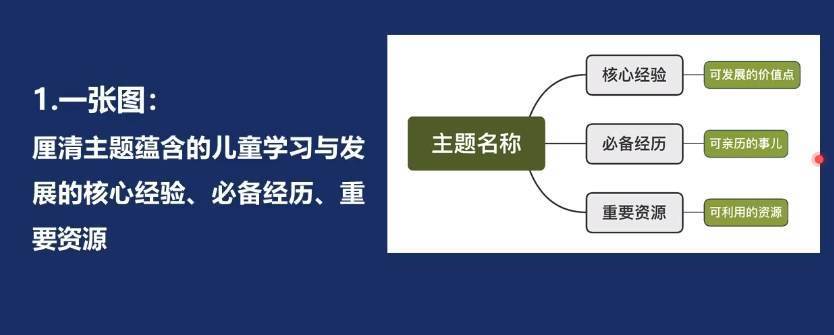 1.一张图：
厘清主题蕴含的儿童学习与发
展的核心经验、必备经历、重
要资源
主题名称
核心经验
可发展的价值点
必备经历
可亲历的事儿
重要资源
可利用的资源